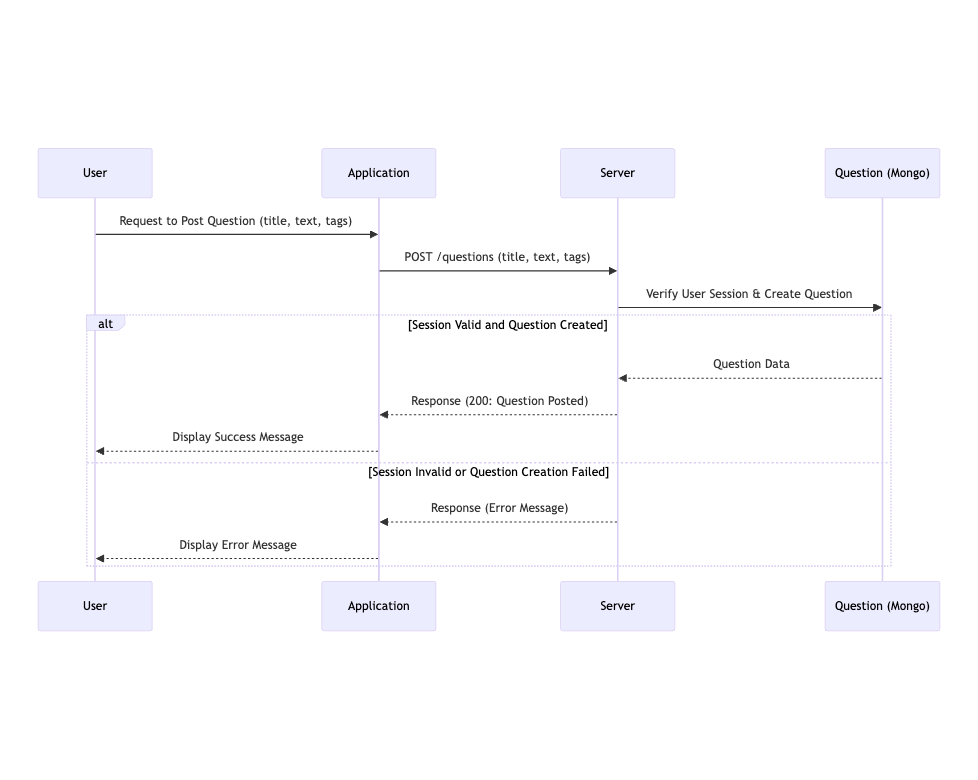 User
Application
Server
Question (Mongo)
Request to Post Question (title, text, tags)
POST /questions (title, text, tags)
Verify User Session & Create Question
alt
[Session Valid and Question Created]
Question Data
Response (200: Question Posted)
Display Success Message
[Session Invalid or Question Creation Failed]
Response (Error Message)
Display Error Message
User
Application
Server
Question (Mongo)